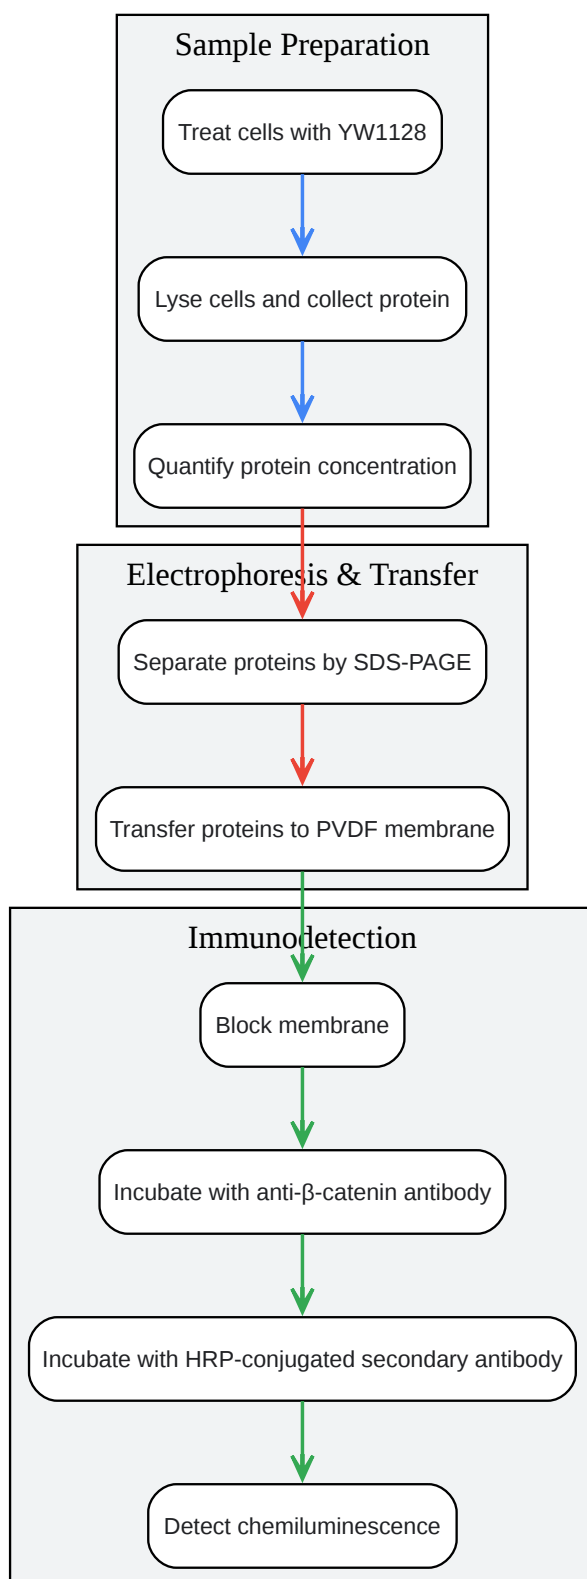 Sample Preparation
Treat cells with YW1128
Lyse cells and collect protein
Quantify protein concentration
Electrophoresis & Transfer
Separate proteins by SDS-PAGE
Transfer proteins to PVDF membrane
Immunodetection
Block membrane
Incubate with anti-β-catenin antibody
Incubate with HRP-conjugated secondary antibody
Detect chemiluminescence